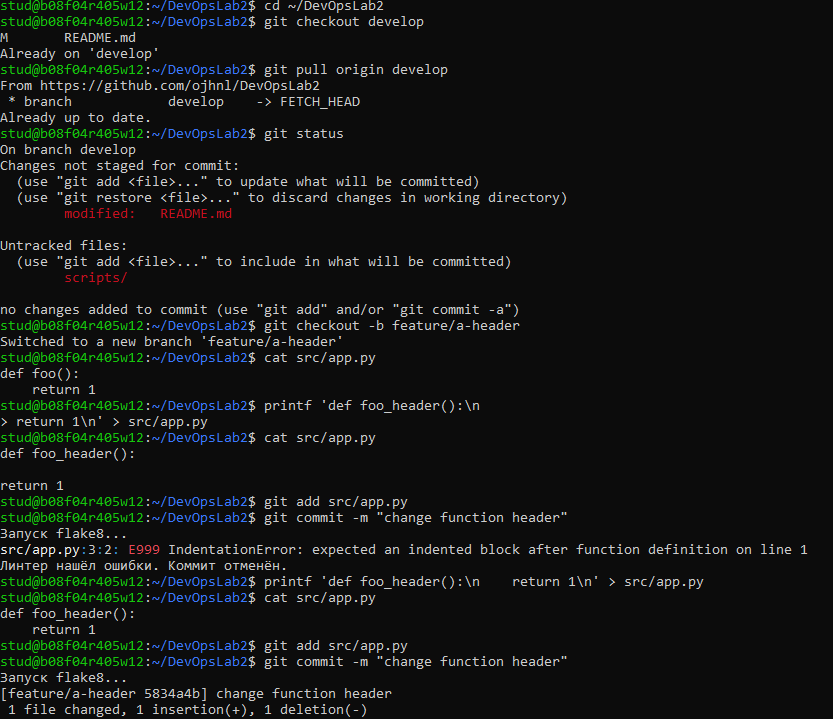 stud@b08f04r405w12:~/DevOpsLab2$ cd ~/DevOpsLab2
stud@b08f04r405w12:~/DevOpsLab2$ git checkout develop
M       README.md
Already on 'develop'
stud@b08f04r405w12:~/DevOpsLab2$ git pull origin develop
From https://github.com/ojhnl/DevOpsLab2
 * branch            develop    -> FETCH_HEAD
Already up to date.
stud@b08f04r405w12:~/DevOpsLab2$ git status
On branch develop
Changes not staged for commit:
  (use "git add <file>..." to update what will be committed)
  (use "git restore <file>..." to discard changes in working directory)
        modified:   README.md

Untracked files:
  (use "git add <file>..." to include in what will be committed)
        scripts/

no changes added to commit (use "git add" and/or "git commit -a")
stud@b08f04r405w12:~/DevOpsLab2$ git checkout -b feature/a-header
Switched to a new branch 'feature/a-header'
stud@b08f04r405w12:~/DevOpsLab2$ cat src/app.py
def foo():
    return 1
stud@b08f04r405w12:~/DevOpsLab2$ printf 'def foo_header():\n
> return 1\n' > src/app.py
stud@b08f04r405w12:~/DevOpsLab2$ cat src/app.py
def foo_header():

return 1
stud@b08f04r405w12:~/DevOpsLab2$ git add src/app.py
stud@b08f04r405w12:~/DevOpsLab2$ git commit -m "change function header"
Запуск flake8...
src/app.py:3:2: E999 IndentationError: expected an indented block after function definition on line 1
Линтер нашёл ошибки. Коммит отменён.
stud@b08f04r405w12:~/DevOpsLab2$ printf 'def foo_header():\n    return 1\n' > src/app.py
stud@b08f04r405w12:~/DevOpsLab2$ cat src/app.py
def foo_header():
    return 1
stud@b08f04r405w12:~/DevOpsLab2$ git add src/app.py
stud@b08f04r405w12:~/DevOpsLab2$ git commit -m "change function header"
Запуск flake8...
[feature/a-header 5834a4b] change function header
 1 file changed, 1 insertion(+), 1 deletion(-)